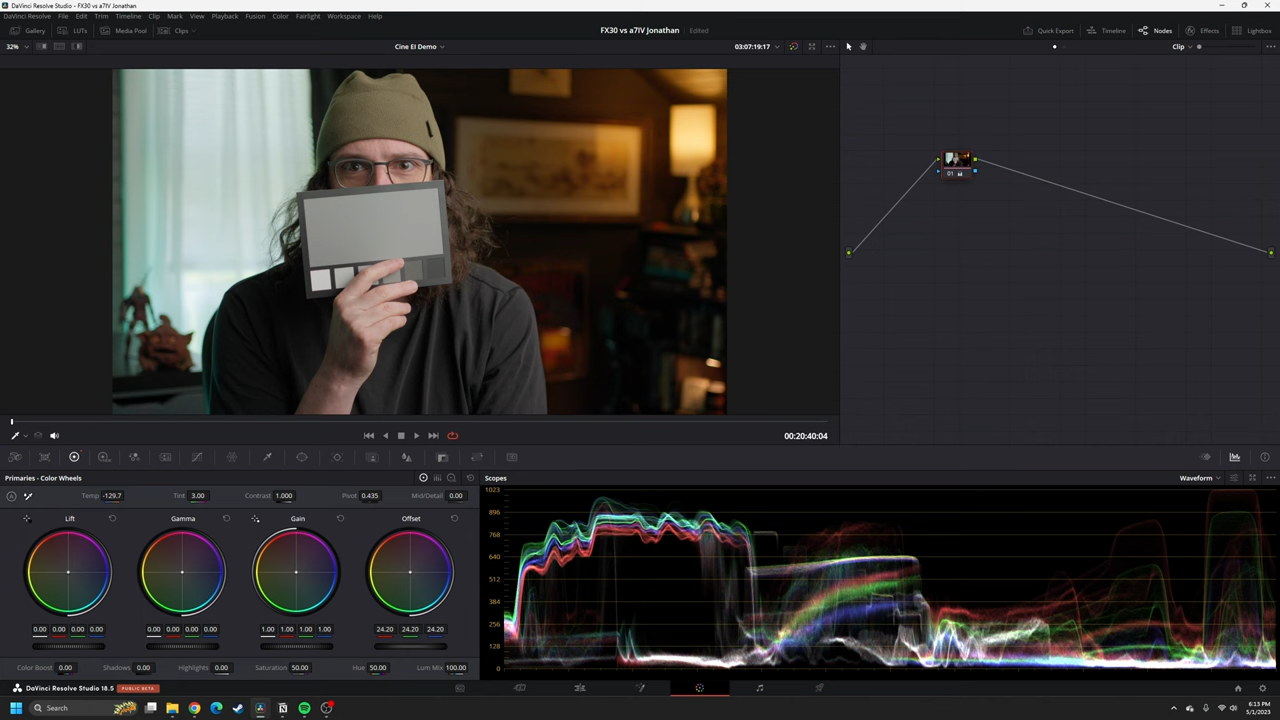 DaVinci Resolve Studio - FX30 vs a7IV Jonathan
DaVinci Resolve File Edit Trim Timeline Clip Mark View Playback Fusion Color Fairlight Workspace Help
Gallery LUTs Media Pool Clips FX30 vs a7IV Jonathan Edited Quick Export Timeline Nodes Effects Lightbox
32% Cine EI Demo 03:07:19:17 Clip
01
00:20:40:04
Primaries - Color Wheels
Temp -129.7 Tint 3.00 Contrast 1.000 Pivot 0.435 Mid/Detail 0.00
Lift Gamma Gain Offset
0.00 0.00 0.00 0.00 0.00 0.00 0.00 0.00 1.00 1.00 1.00 1.00 24.20 24.20 24.20
Color Boost 0.00 Shadows 0.00 Highlights 0.00 Saturation 50.00 Hue 50.00 Lum Mix 100.00
Scopes Waveform
1023
896
768
640
512
384
256
128
0
DaVinci Resolve Studio 18.5 PUBLIC BETA
Search
6:13 PM
5/1/2023